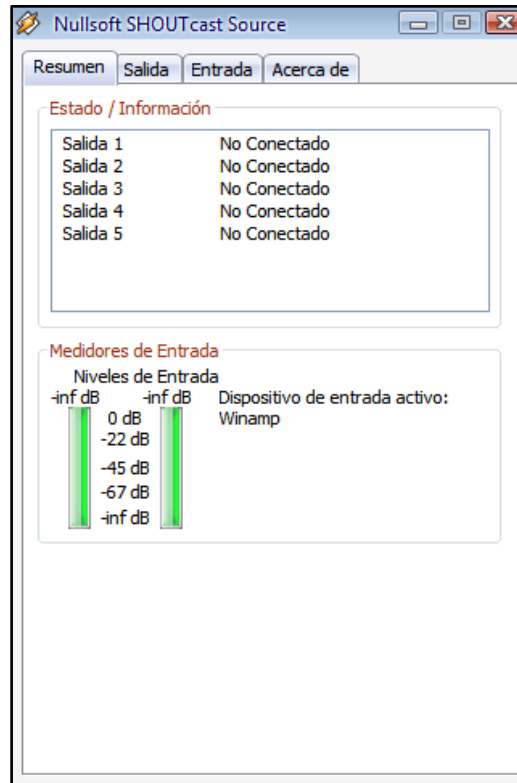 Nullsoft SHOUTcast Source
Resumen Salida Entrada Acerca de
Estado / Información
Salida 1 No Conectado
Salida 2 No Conectado
Salida 3 No Conectado
Salida 4 No Conectado
Salida 5 No Conectado
Medidores de Entrada
Niveles de Entrada
-inf dB -inf dB Dispositivo de entrada activo:
0 dB Winamp
-22 dB
-45 dB
-67 dB
-inf dB